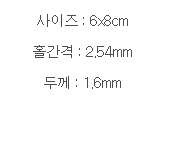 사이즈 : 6x8cm
홀간격 : 2.54mm
두께 : 1.6mm